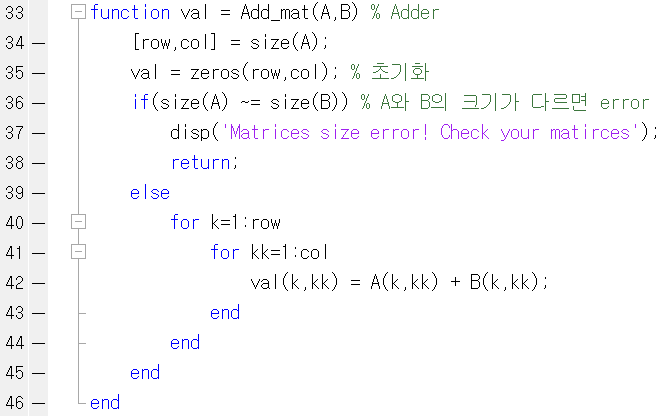 33 function val = Add_mat(A,B) % Adder
34 [row,col] = size(A);
35 val = zeros(row,col); % 초기화
36 if(size(A) ~= size(B)) % A와 B의 크기가 다르면 error
37 disp('Matrices size error! Check your matirces');
38 return;
39 else
40 for k=1:row
41 for kk=1:col
42 val(k,kk) = A(k,kk) + B(k,kk);
43 end
44 end
45 end
46 end